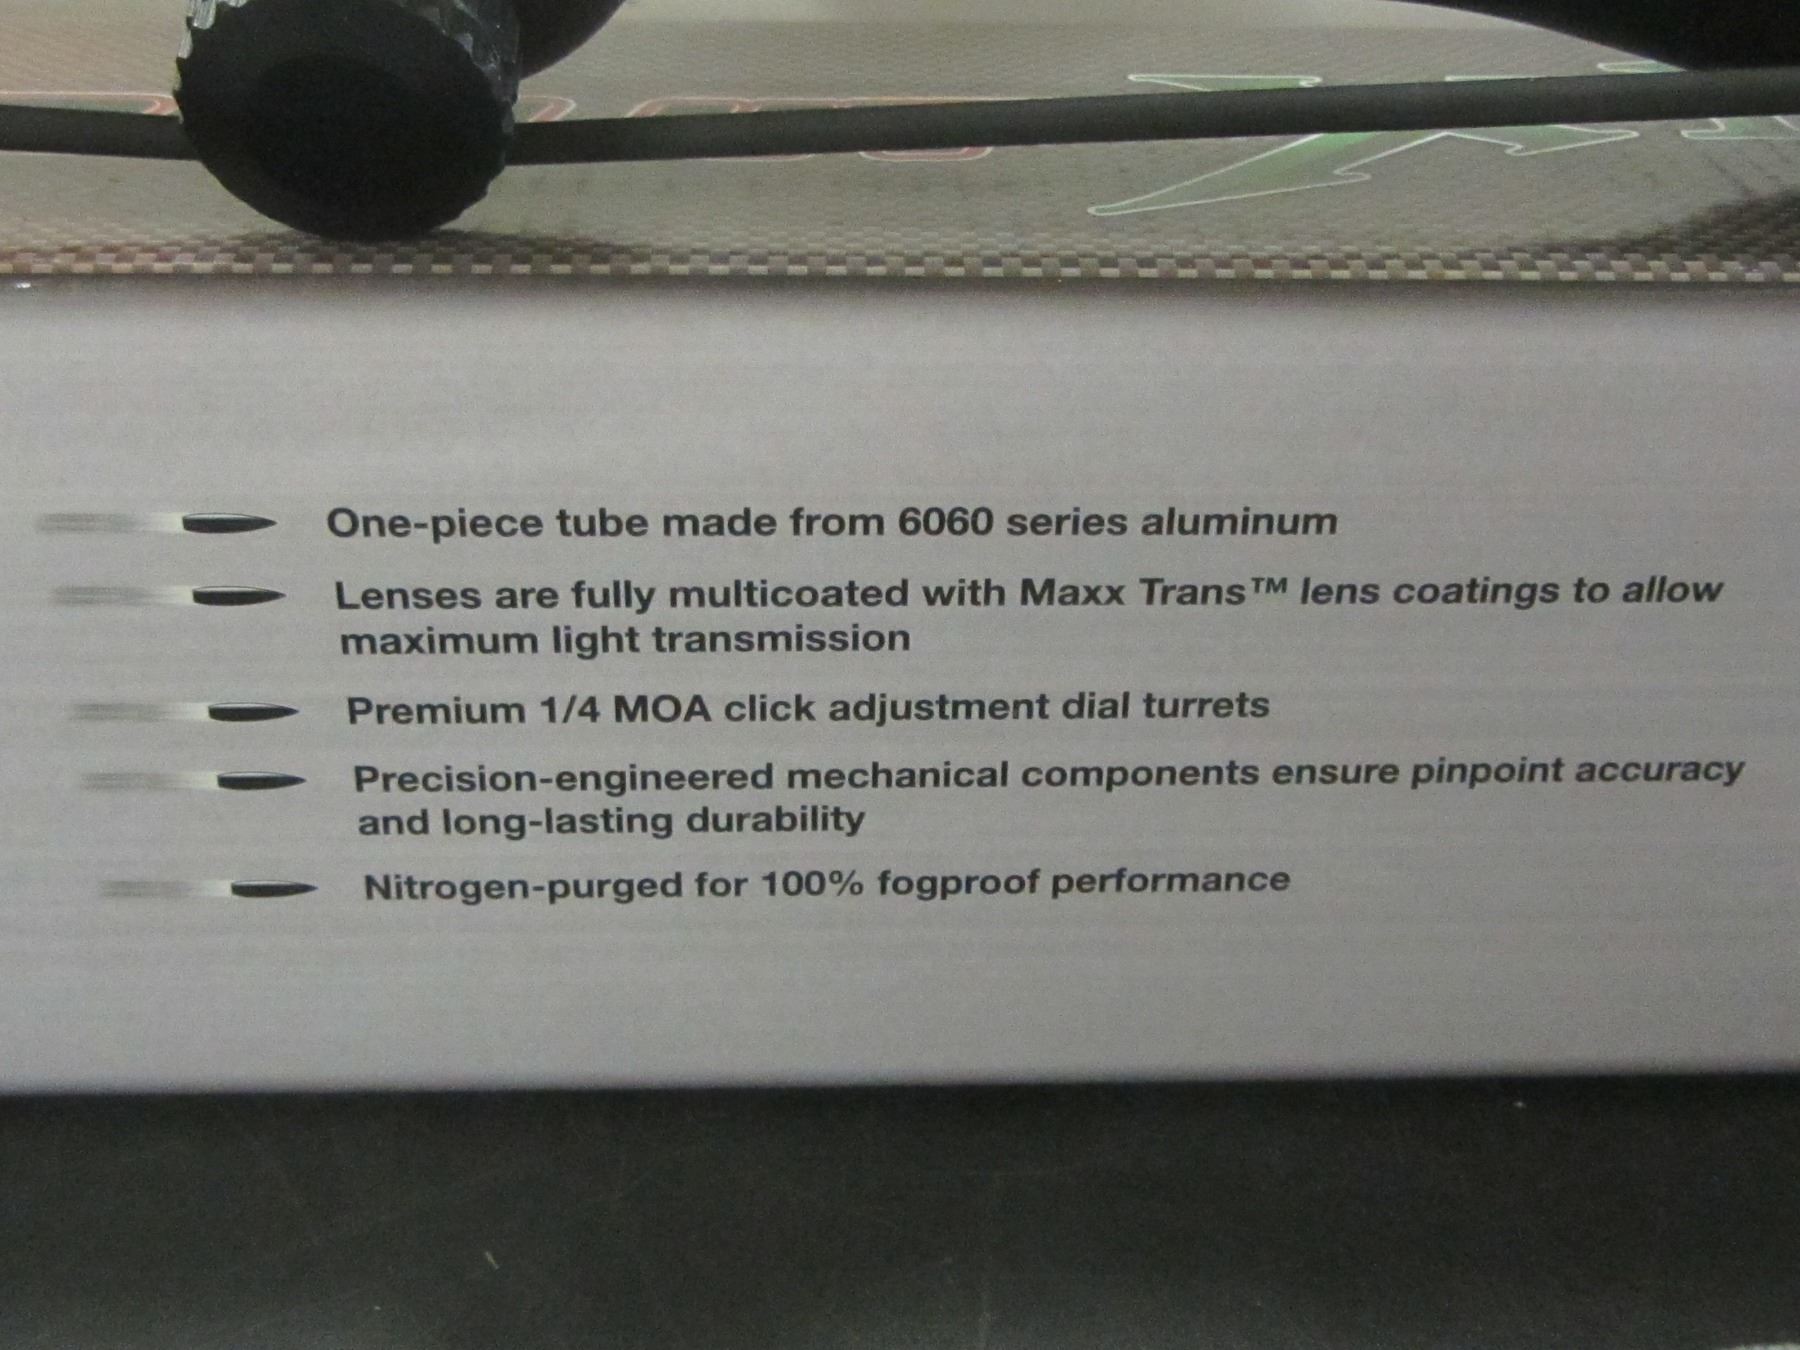 One-piece tube made from 6060 series aluminum
Lenses are fully multicoated with Maxx Trans™ lens coatings to allow
maximum light transmission
Premium 1/4 MOA click adjustment dial turrets
Precision-engineered mechanical components ensure pinpoint accuracy
and long-lasting durability
Nitrogen-purged for 100% fogproof performance